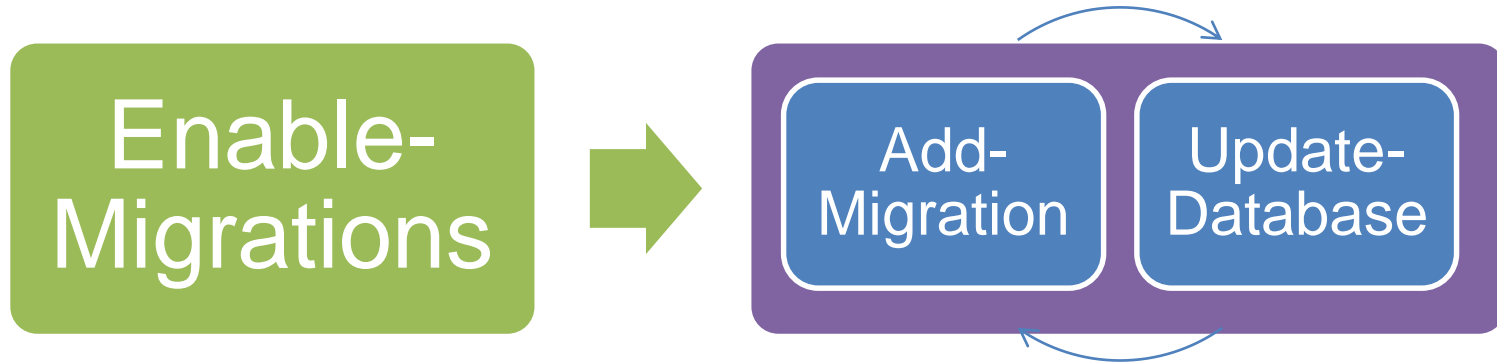 Enable-
Migrations
Add-
Migration
Update-
Database